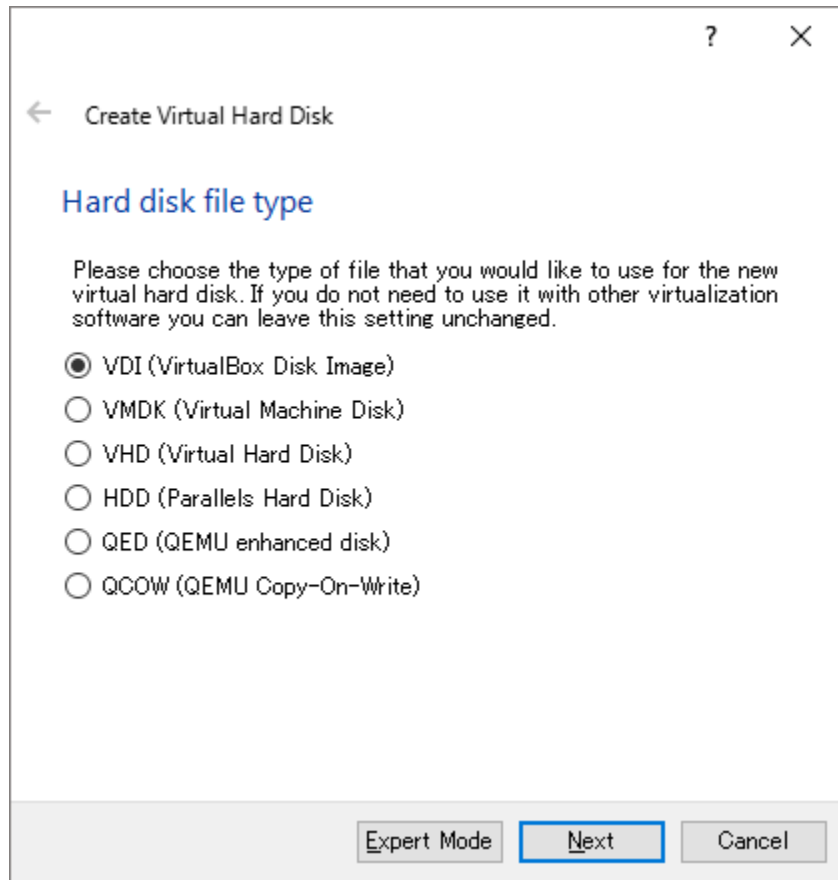 ?
Create Virtual Hard Disk
Hard disk file type
Please choose the type of file that you would like to use for the new
virtual hard disk. If you do not need to use it with other virtualization
software you can leave this setting unchanged.
VDI (VirtualBox Disk Image)
VMDK (Virtual Machine Disk)
VHD (Virtual Hard Disk)
HDD (Parallels Hard Disk)
QED (QEMU enhanced disk)
QCOW (QEMU Copy-On-Write)
Expert Mode Next Cancel